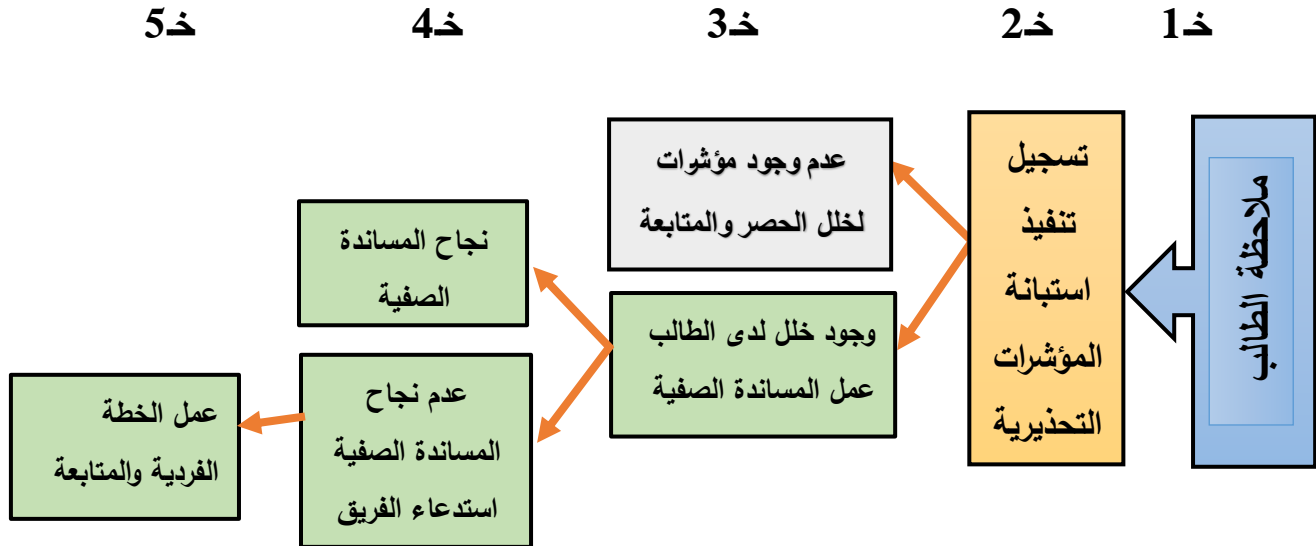 خـ1
خـ2
خـ3
خـ4
خـ5
ملاحظة الطالب
تسجيل
تنفيذ
استبانة
المؤشرات
التحذيرية
عدم وجود مؤشرات
لخلل الحصر والمتابعة
وجود خلل لدى الطالب
عمل المساندة الصفية
نجاح المساندة
الصفية
عدم نجاح
المساندة الصفية
استدعاء الفريق
عمل الخطة
الفردية والمتابعة